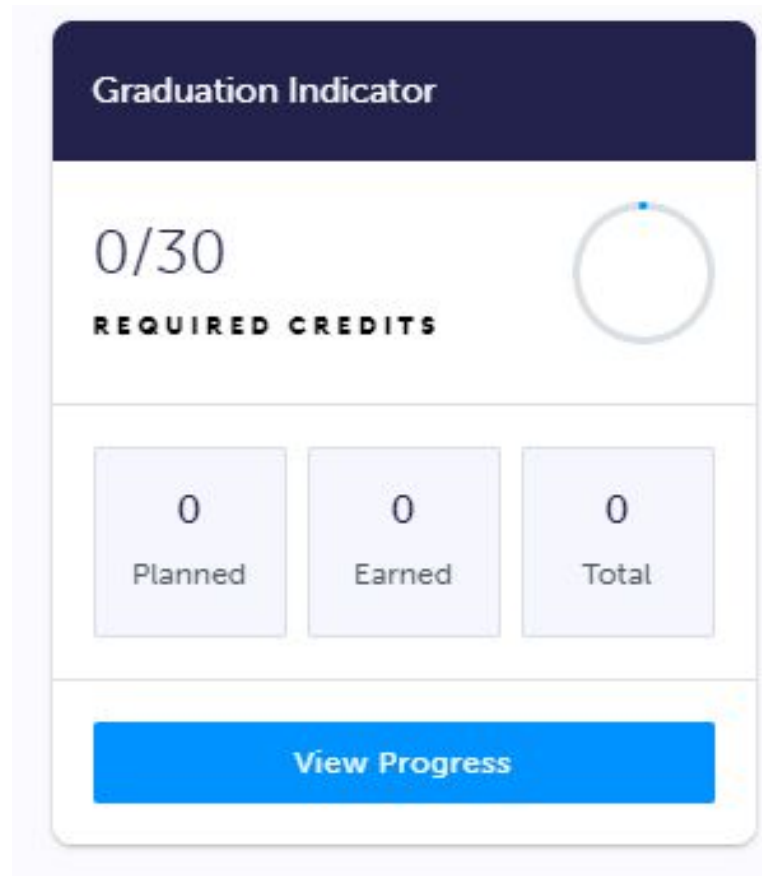 Graduation Indicator
0/30
REQUIRED CREDITS
0 0 0
Planned Earned Total
View Progress